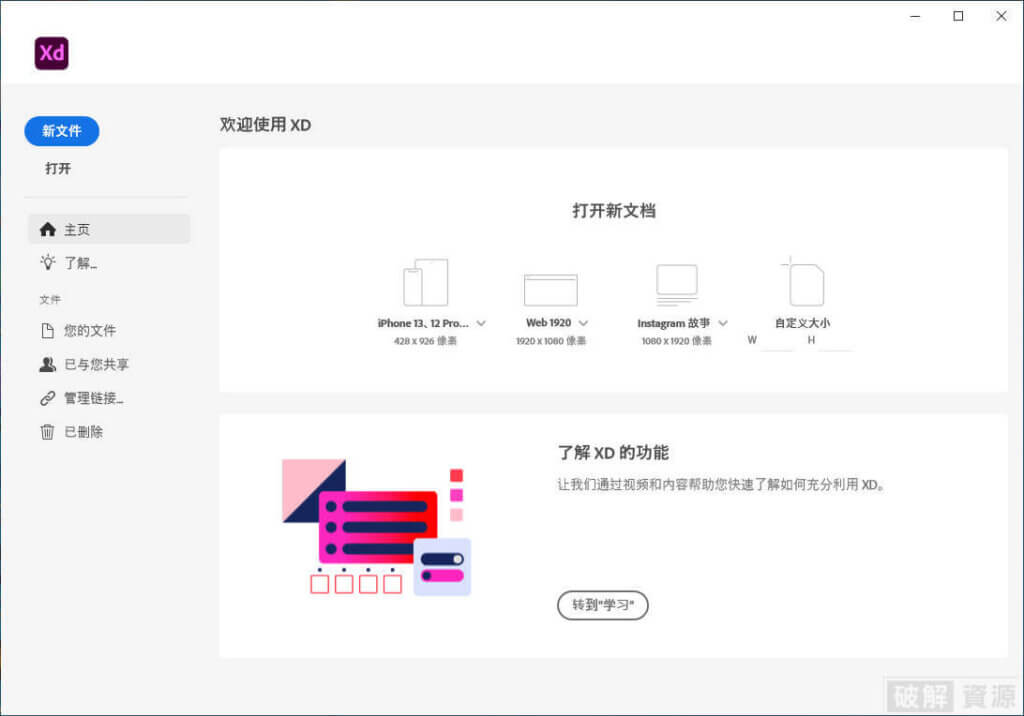 Xd
新文件
打开
主页
了解...
文件
您的文件
已与您共享
管理链接...
已删除
欢迎使用 XD
打开新文档
iPhone 13、12 Pro...
428 x 926 像素
Web 1920
1920 x 1080 像素
Instagram 故事
1080 x 1920 像素
自定义大小
W H
了解 XD 的功能
让我们通过视频和内容帮助您快速了解如何充分利用 XD。
转到"学习"
破解 資源